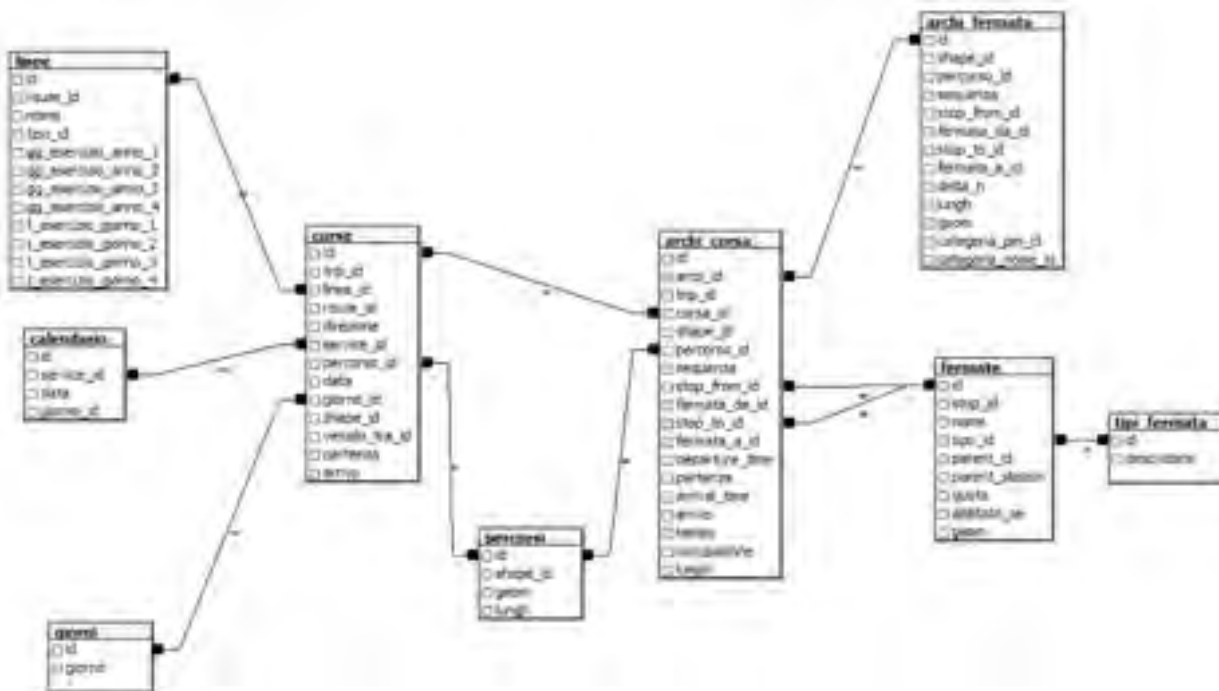 linee
id
route_id
nome
tipo_id
gg_esercizio_anno_1
gg_esercizio_anno_2
gg_esercizio_anno_3
gg_esercizio_anno_4
t_esercizio_giorno_1
t_esercizio_giorno_2
t_esercizio_giorno_3
t_esercizio_giorno_4
calendario
id
service_id
data
giorno_id
giorni
id
giorno
corse
id
trip_id
linea_id
route_id
direzione
service_id
percorso_id
data
giorno_id
shape_id
partenza
arrivo
percorsi
id
shape_id
geom
lungh
archi_corsa
id
arco_id
trip_id
corsa_id
shape_id
percorso_id
sequenza
stop_from_id
fermata_da_id
stop_to_id
fermata_a_id
departure_time
partenza
arrival_time
arrivo
tempo
lungh
archi_fermata
id
shape_id
percorso_id
sequenza
stop_from_id
fermata_da_id
stop_to_id
fermata_a_id
delta_h
lungh
geom
fermate
id
stop_id
nome
tipo_id
parent_id
parent_station
quota
geom
tipi_fermata
id
descrizione